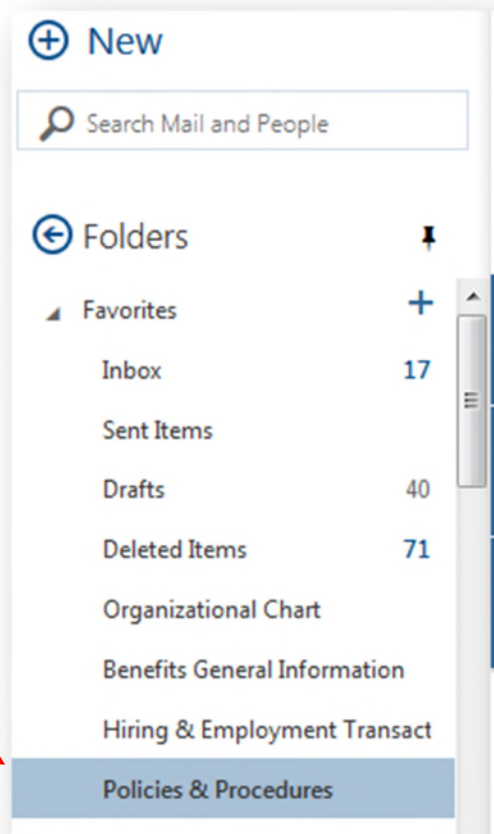 New
Search Mail and People
Folders
Favorites
Inbox 17
Sent Items
Drafts 40
Deleted Items 71
Organizational Chart
Benefits General Information
Hiring & Employment Transact
Policies & Procedures